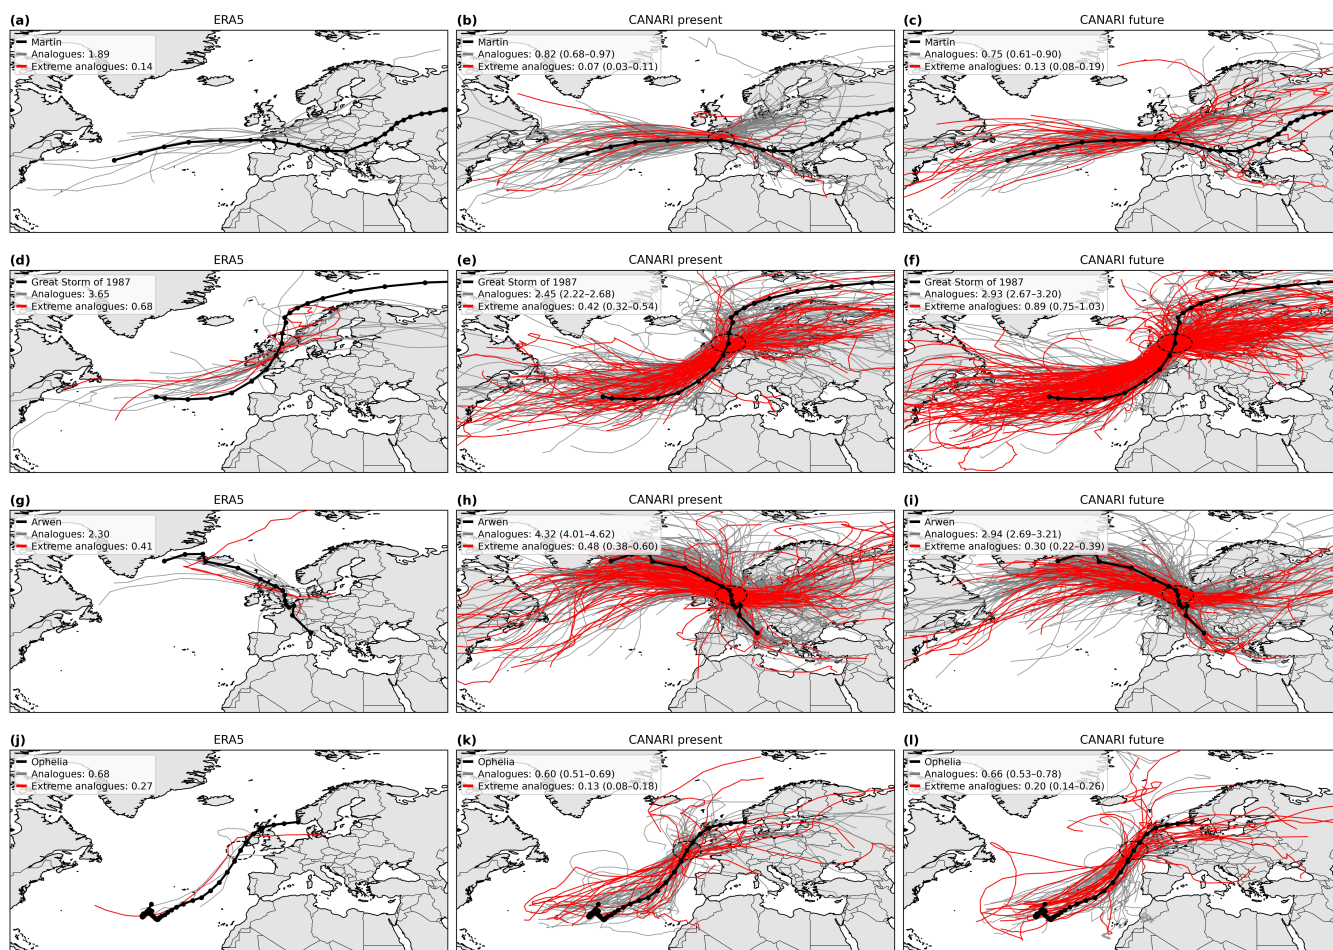 (a) ERA5
Martin
Analogues: 1.89
Extreme analogues: 0.14
(b) CANARI present
Martin
Analogues: 0.82 (0.68–0.97)
Extreme analogues: 0.07 (0.03–0.11)
(c) CANARI future
Martin
Analogues: 0.75 (0.61–0.90)
Extreme analogues: 0.13 (0.08–0.19)
(d) ERA5
Great Storm of 1987
Analogues: 3.65
Extreme analogues: 0.68
(e) CANARI present
Great Storm of 1987
Analogues: 2.45 (2.22–2.68)
Extreme analogues: 0.42 (0.32–0.54)
(f) CANARI future
Great Storm of 1987
Analogues: 2.93 (2.67–3.20)
Extreme analogues: 0.89 (0.75–1.03)
(g) ERA5
Arwen
Analogues: 2.30
Extreme analogues: 0.41
(h) CANARI present
Arwen
Analogues: 4.32 (4.01–4.62)
Extreme analogues: 0.48 (0.38–0.60)
(i) CANARI future
Arwen
Analogues: 2.94 (2.69–3.21)
Extreme analogues: 0.30 (0.22–0.39)
(j) ERA5
Ophelia
Analogues: 0.68
Extreme analogues: 0.27
(k) CANARI present
Ophelia
Analogues: 0.60 (0.51–0.69)
Extreme analogues: 0.13 (0.08–0.18)
(l) CANARI future
Ophelia
Analogues: 0.66 (0.53–0.78)
Extreme analogues: 0.20 (0.14–0.26)